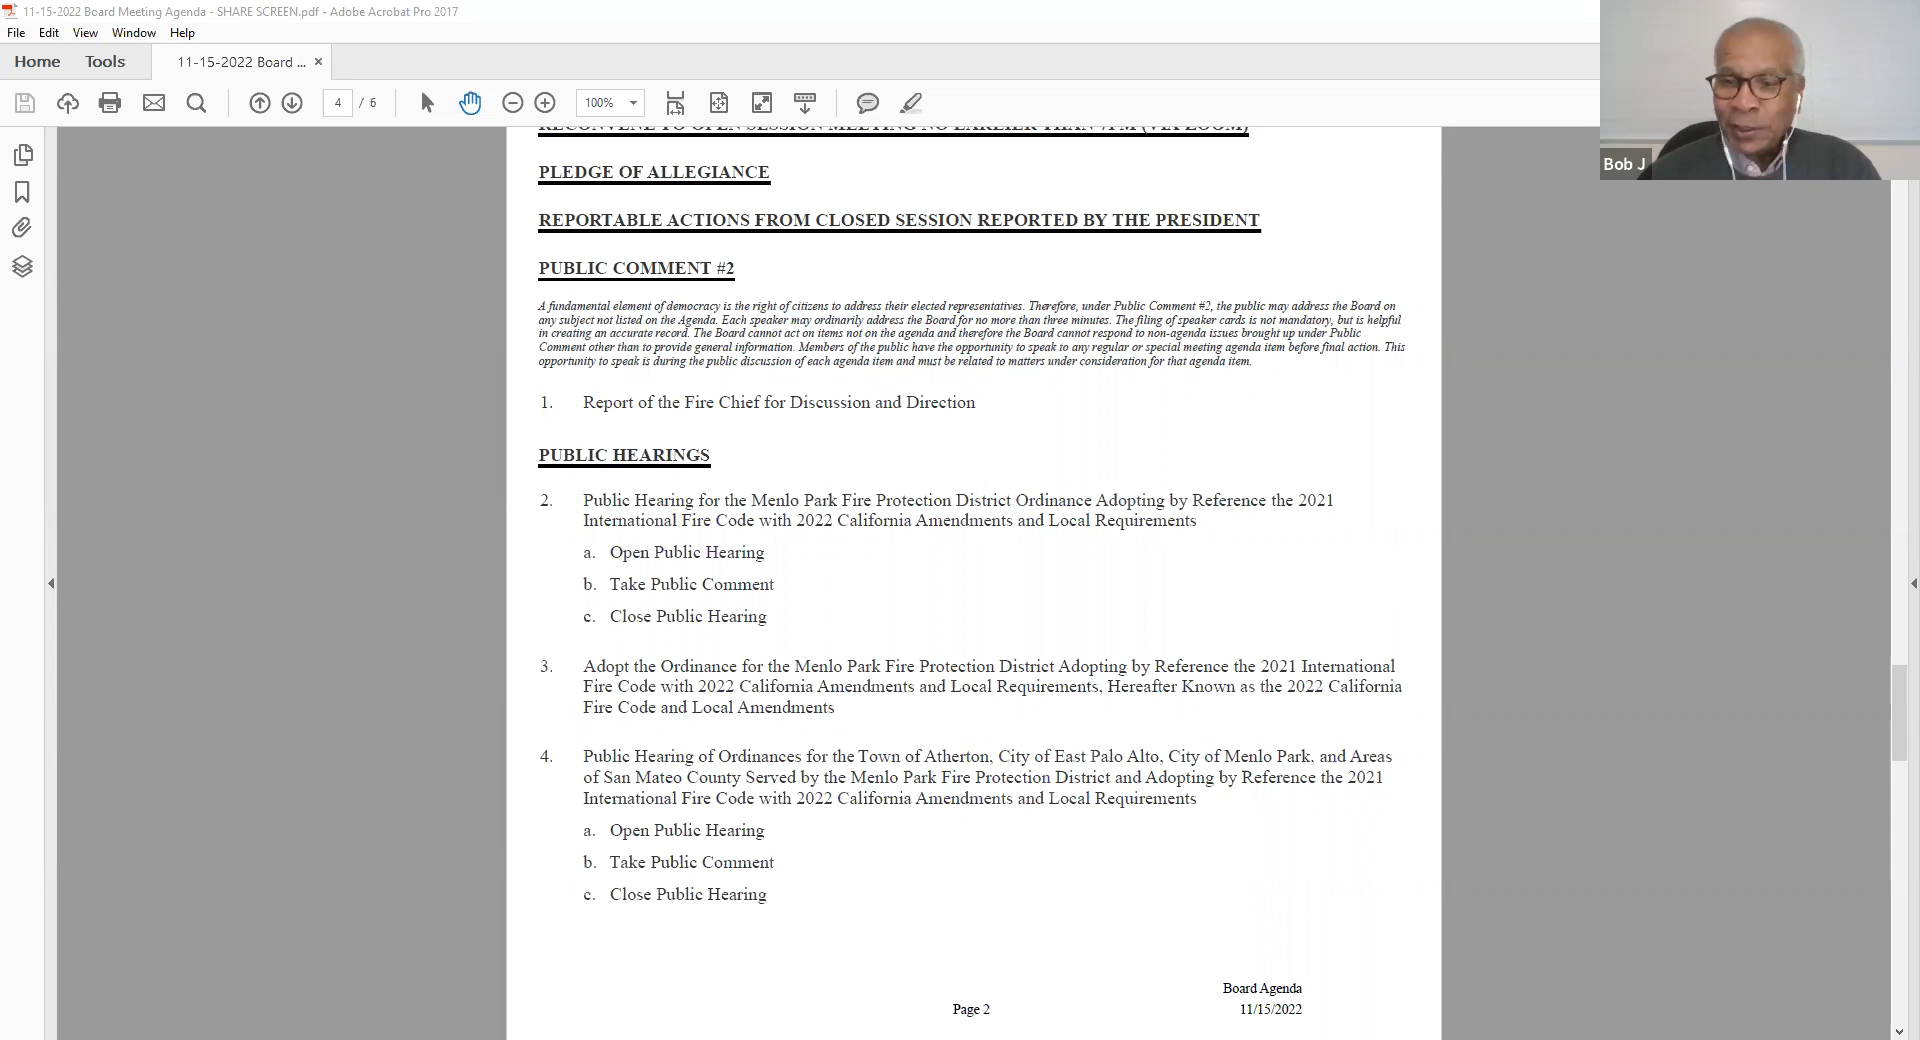 11-15-2022 Board Meeting Agenda - SHARE SCREEN.pdf - Adobe Acrobat Pro 2017
File Edit View Window Help
Home Tools 11-15-2022 Board ... ×
4 / 6 100%
Bob J
RECONVENE TO OPEN SESSION MEETING NO EARLIER THAN 7PM (VIA ZOOM)
PLEDGE OF ALLEGIANCE
REPORTABLE ACTIONS FROM CLOSED SESSION REPORTED BY THE PRESIDENT
PUBLIC COMMENT #2
A fundamental element of democracy is the right of citizens to address their elected representatives. Therefore, under Public Comment #2, the public may address the Board on
any subject not listed on the Agenda. Each speaker may ordinarily address the Board for no more than three minutes. The filing of speaker cards is not mandatory, but is helpful
in creating an accurate record. The Board cannot act on items not on the agenda and therefore the Board cannot respond to non-agenda issues brought up under Public
Comment other than to provide general information. Members of the public have the opportunity to speak to any regular or special meeting agenda item before final action. This
opportunity to speak is during the public discussion of each agenda item and must be related to matters under consideration for that agenda item.
1. Report of the Fire Chief for Discussion and Direction
PUBLIC HEARINGS
2. Public Hearing for the Menlo Park Fire Protection District Ordinance Adopting by Reference the 2021
International Fire Code with 2022 California Amendments and Local Requirements
a. Open Public Hearing
b. Take Public Comment
c. Close Public Hearing
3. Adopt the Ordinance for the Menlo Park Fire Protection District Adopting by Reference the 2021 International
Fire Code with 2022 California Amendments and Local Requirements, Hereafter Known as the 2022 California
Fire Code and Local Amendments
4. Public Hearing of Ordinances for the Town of Atherton, City of East Palo Alto, City of Menlo Park, and Areas
of San Mateo County Served by the Menlo Park Fire Protection District and Adopting by Reference the 2021
International Fire Code with 2022 California Amendments and Local Requirements
a. Open Public Hearing
b. Take Public Comment
c. Close Public Hearing
Board Agenda
Page 2 11/15/2022